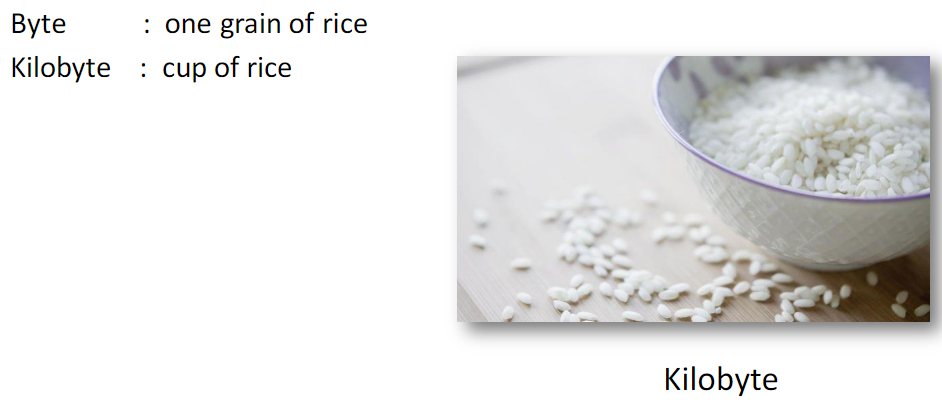 Byte : one grain of rice
Kilobyte : cup of rice
Kilobyte